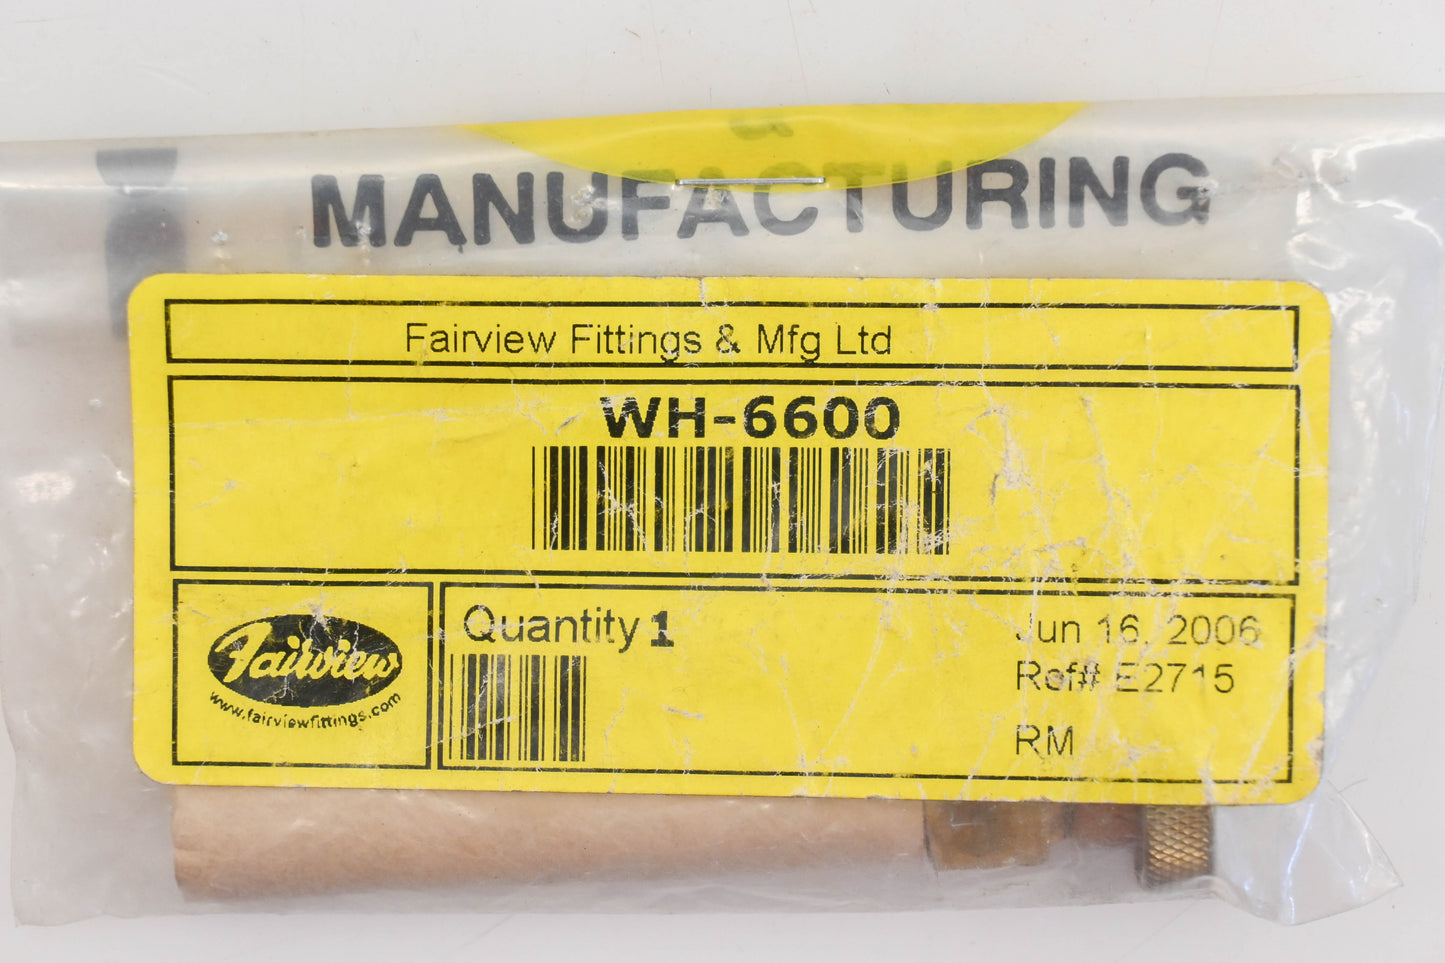 &
MANUFACTURING
Fairview Fittings & Mfg Ltd
WH-6600
Quantity 1
Jun 16, 2006
Ref# E2715
RM
Fairview
www.fairviewfittings.com